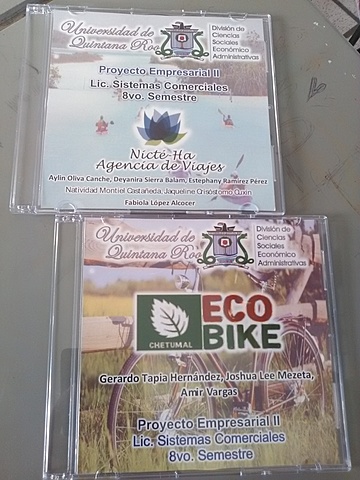 Universidad de
Quintana Roo
División de
Ciencias
Sociales
Económico
Administrativas
Proyecto Empresarial II
Lic. Sistemas Comerciales
8vo. Semestre
Nicté-Ha
Agencia de Viajes
Aylin Oliva Canche, Deyanira Sierra Balam, Estephany Ramírez Pérez
Natividad Montiel Castañeda, Jaqueline Crisóstomo Cuxin
Fabiola López Alcocer
Universidad de
Quintana Roo
División de
Ciencias
Sociales
Económico
Administrativas
CHETUMAL
ECO
BIKE
Gerardo Tapia Hernández, Joshua Lee Mezeta,
Amir Vargas
Proyecto Empresarial II
Lic. Sistemas Comerciales
8vo. Semestre